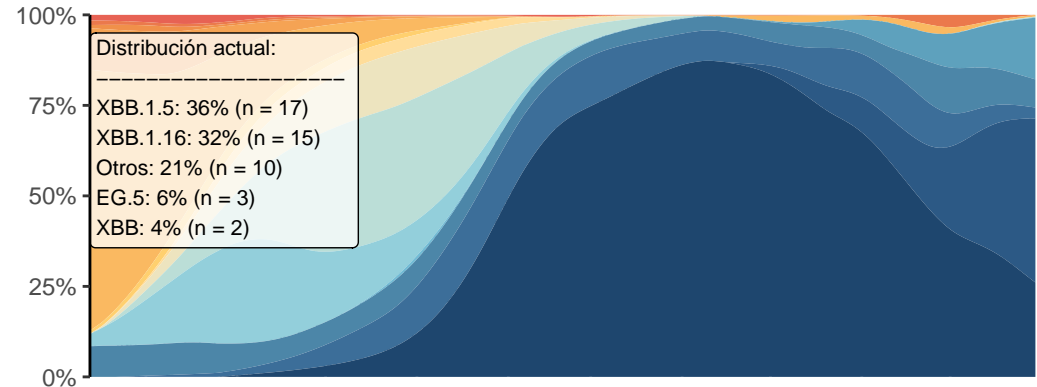 100%
75%
50%
25%
0%
Distribución actual:
--------------------
XBB.1.5: 36% (n = 17)
XBB.1.16: 32% (n = 15)
Otros: 21% (n = 10)
EG.5: 6% (n = 3)
XBB: 4% (n = 2)